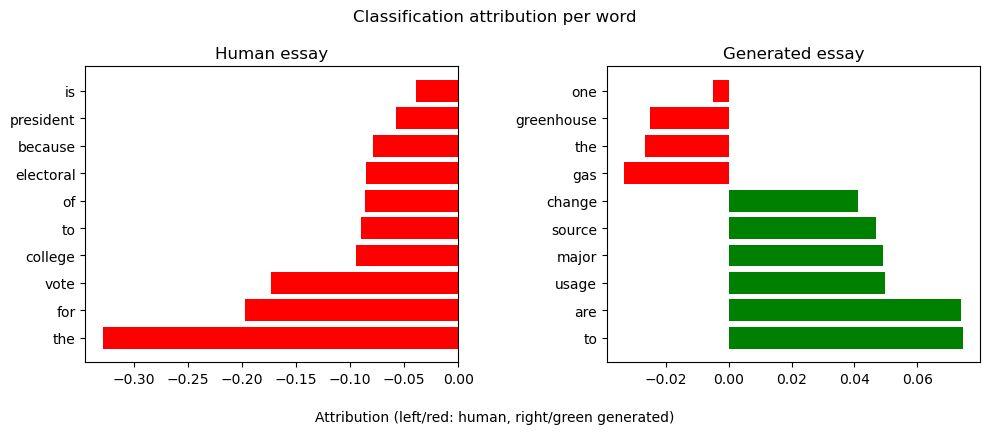 Classification attribution per word
Human essay
is
president
because
electoral
of
to
college
vote
for
the
−0.30 −0.25 −0.20 −0.15 −0.10 −0.05 0.00
Generated essay
one
greenhouse
the
gas
change
source
major
usage
are
to
−0.02 0.00 0.02 0.04 0.06
Attribution (left/red: human, right/green generated)